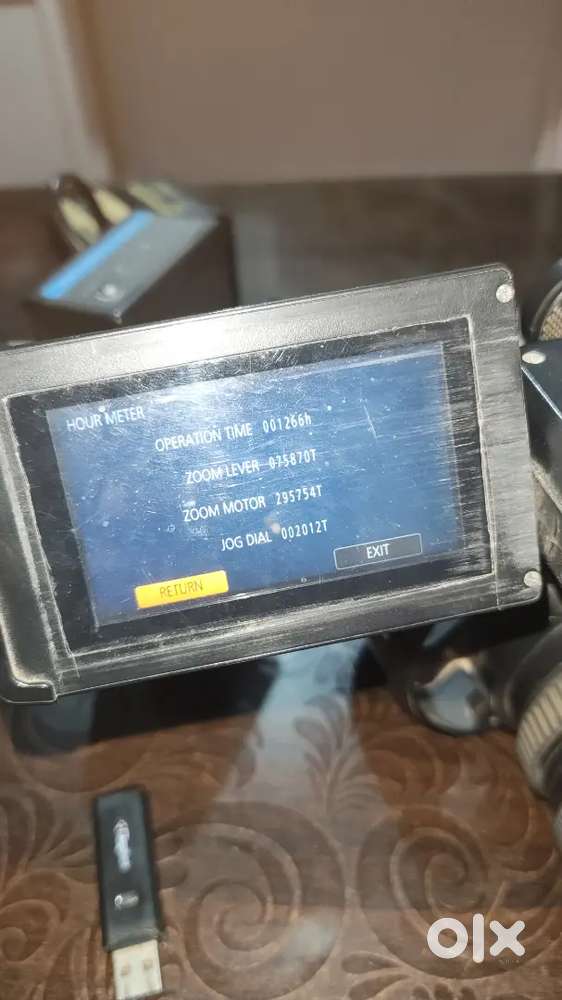 HOUR METER
OPERATION TIME 001266h
ZOOM LEVER 075870T
ZOOM MOTOR 295754T
JOG DIAL 002012T
EXIT
RETURN
olx